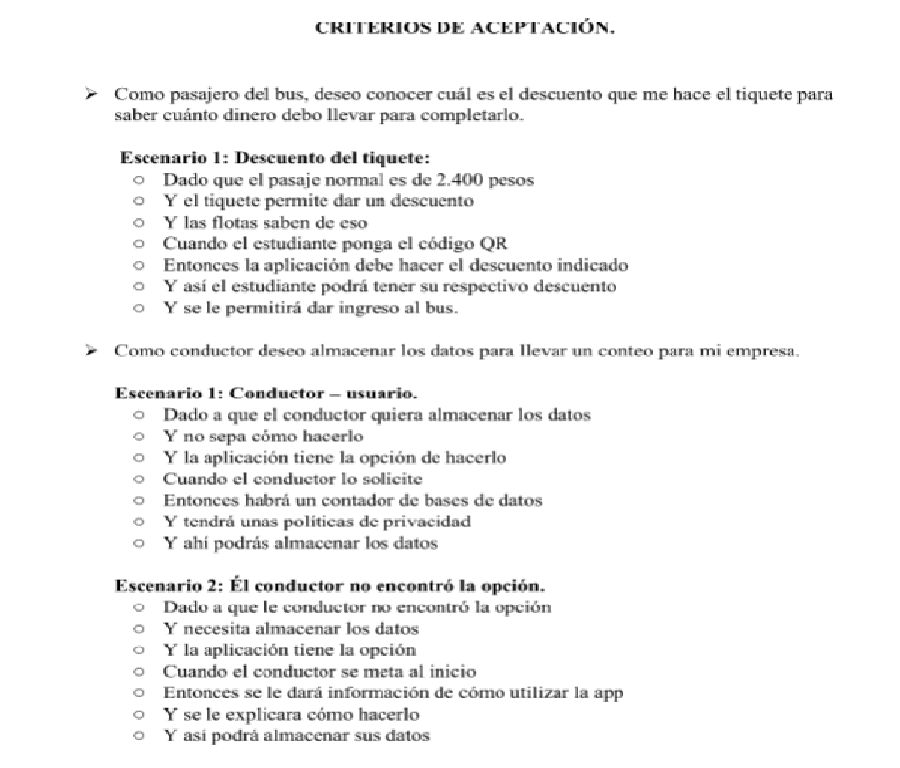 CRITERIOS DE ACEPTACIÓN.
➢ Como pasajero del bus, deseo conocer cuál es el descuento que me hace el tiquete para
saber cuánto dinero debo llevar para completarlo.
Escenario 1: Descuento del tiquete:
○ Dado que el pasaje normal es de 2.400 pesos
○ Y el tiquete permite dar un descuento
○ Y las flotas saben de eso
○ Cuando el estudiante ponga el código QR
○ Entonces la aplicación debe hacer el descuento indicado
○ Y así el estudiante podrá tener su respectivo descuento
○ Y se le permitirá dar ingreso al bus.
➢ Como conductor deseo almacenar los datos para llevar un conteo para mi empresa.
Escenario 1: Conductor – usuario.
○ Dado a que el conductor quiera almacenar los datos
○ Y no sepa cómo hacerlo
○ Y la aplicación tiene la opción de hacerlo
○ Cuando el conductor lo solicite
○ Entonces habrá un contador de bases de datos
○ Y tendrá unas políticas de privacidad
○ Y ahí podrás almacenar los datos
Escenario 2: Él conductor no encontró la opción.
○ Dado a que le conductor no encontró la opción
○ Y necesita almacenar los datos
○ Y la aplicación tiene la opción
○ Cuando el conductor se meta al inicio
○ Entonces se le dará información de cómo utilizar la app
○ Y se le explicara cómo hacerlo
○ Y así podrá almacenar sus datos